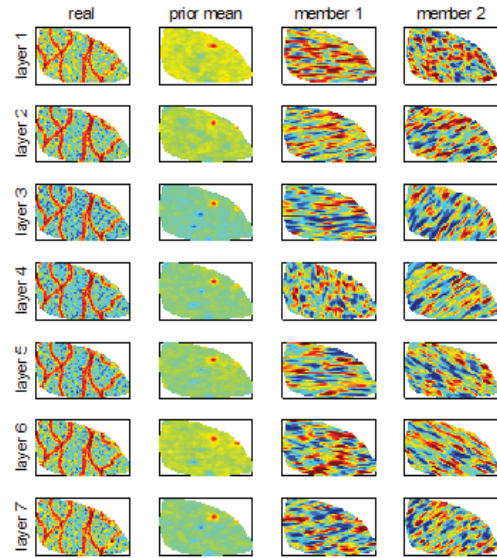 real prior mean member 1 member 2
layer 1
layer 2
layer 3
layer 4
layer 5
layer 6
layer 7